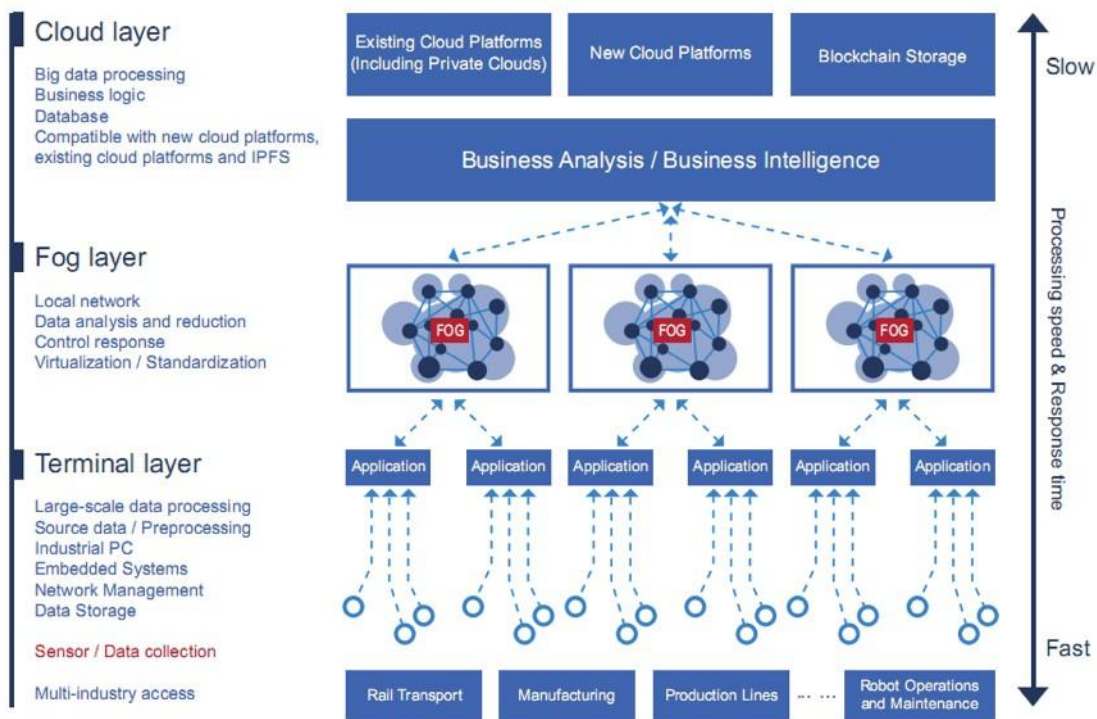 Cloud layer
Big data processing
Business logic
Database
Compatible with new cloud platforms,
existing cloud platforms and IPFS
Existing Cloud Platforms
(Including Private Clouds)
New Cloud Platforms
Blockchain Storage
Business Analysis / Business Intelligence
Slow
Processing speed & Response time
Fast
Fog layer
Local network
Data analysis and reduction
Control response
Virtualization / Standardization
FOG
FOG
FOG
Terminal layer
Large-scale data processing
Source data / Preprocessing
Industrial PC
Embedded Systems
Network Management
Data Storage
Sensor / Data collection
Multi-industry access
Application
Application
Application
Application
Application
Application
Rail Transport
Manufacturing
Production Lines
... ...
Robot Operations
and Maintenance